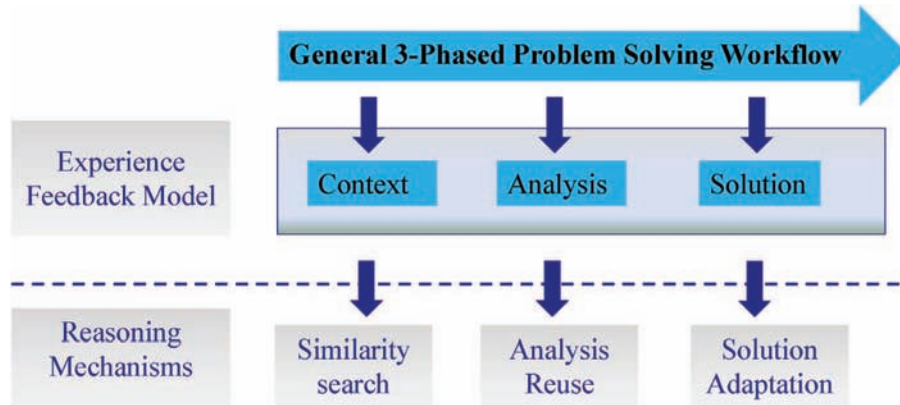 General 3-Phased Problem Solving Workflow
Experience
Feedback Model
Context
Analysis
Solution
Reasoning
Mechanisms
Similarity
search
Analysis
Reuse
Solution
Adaptation